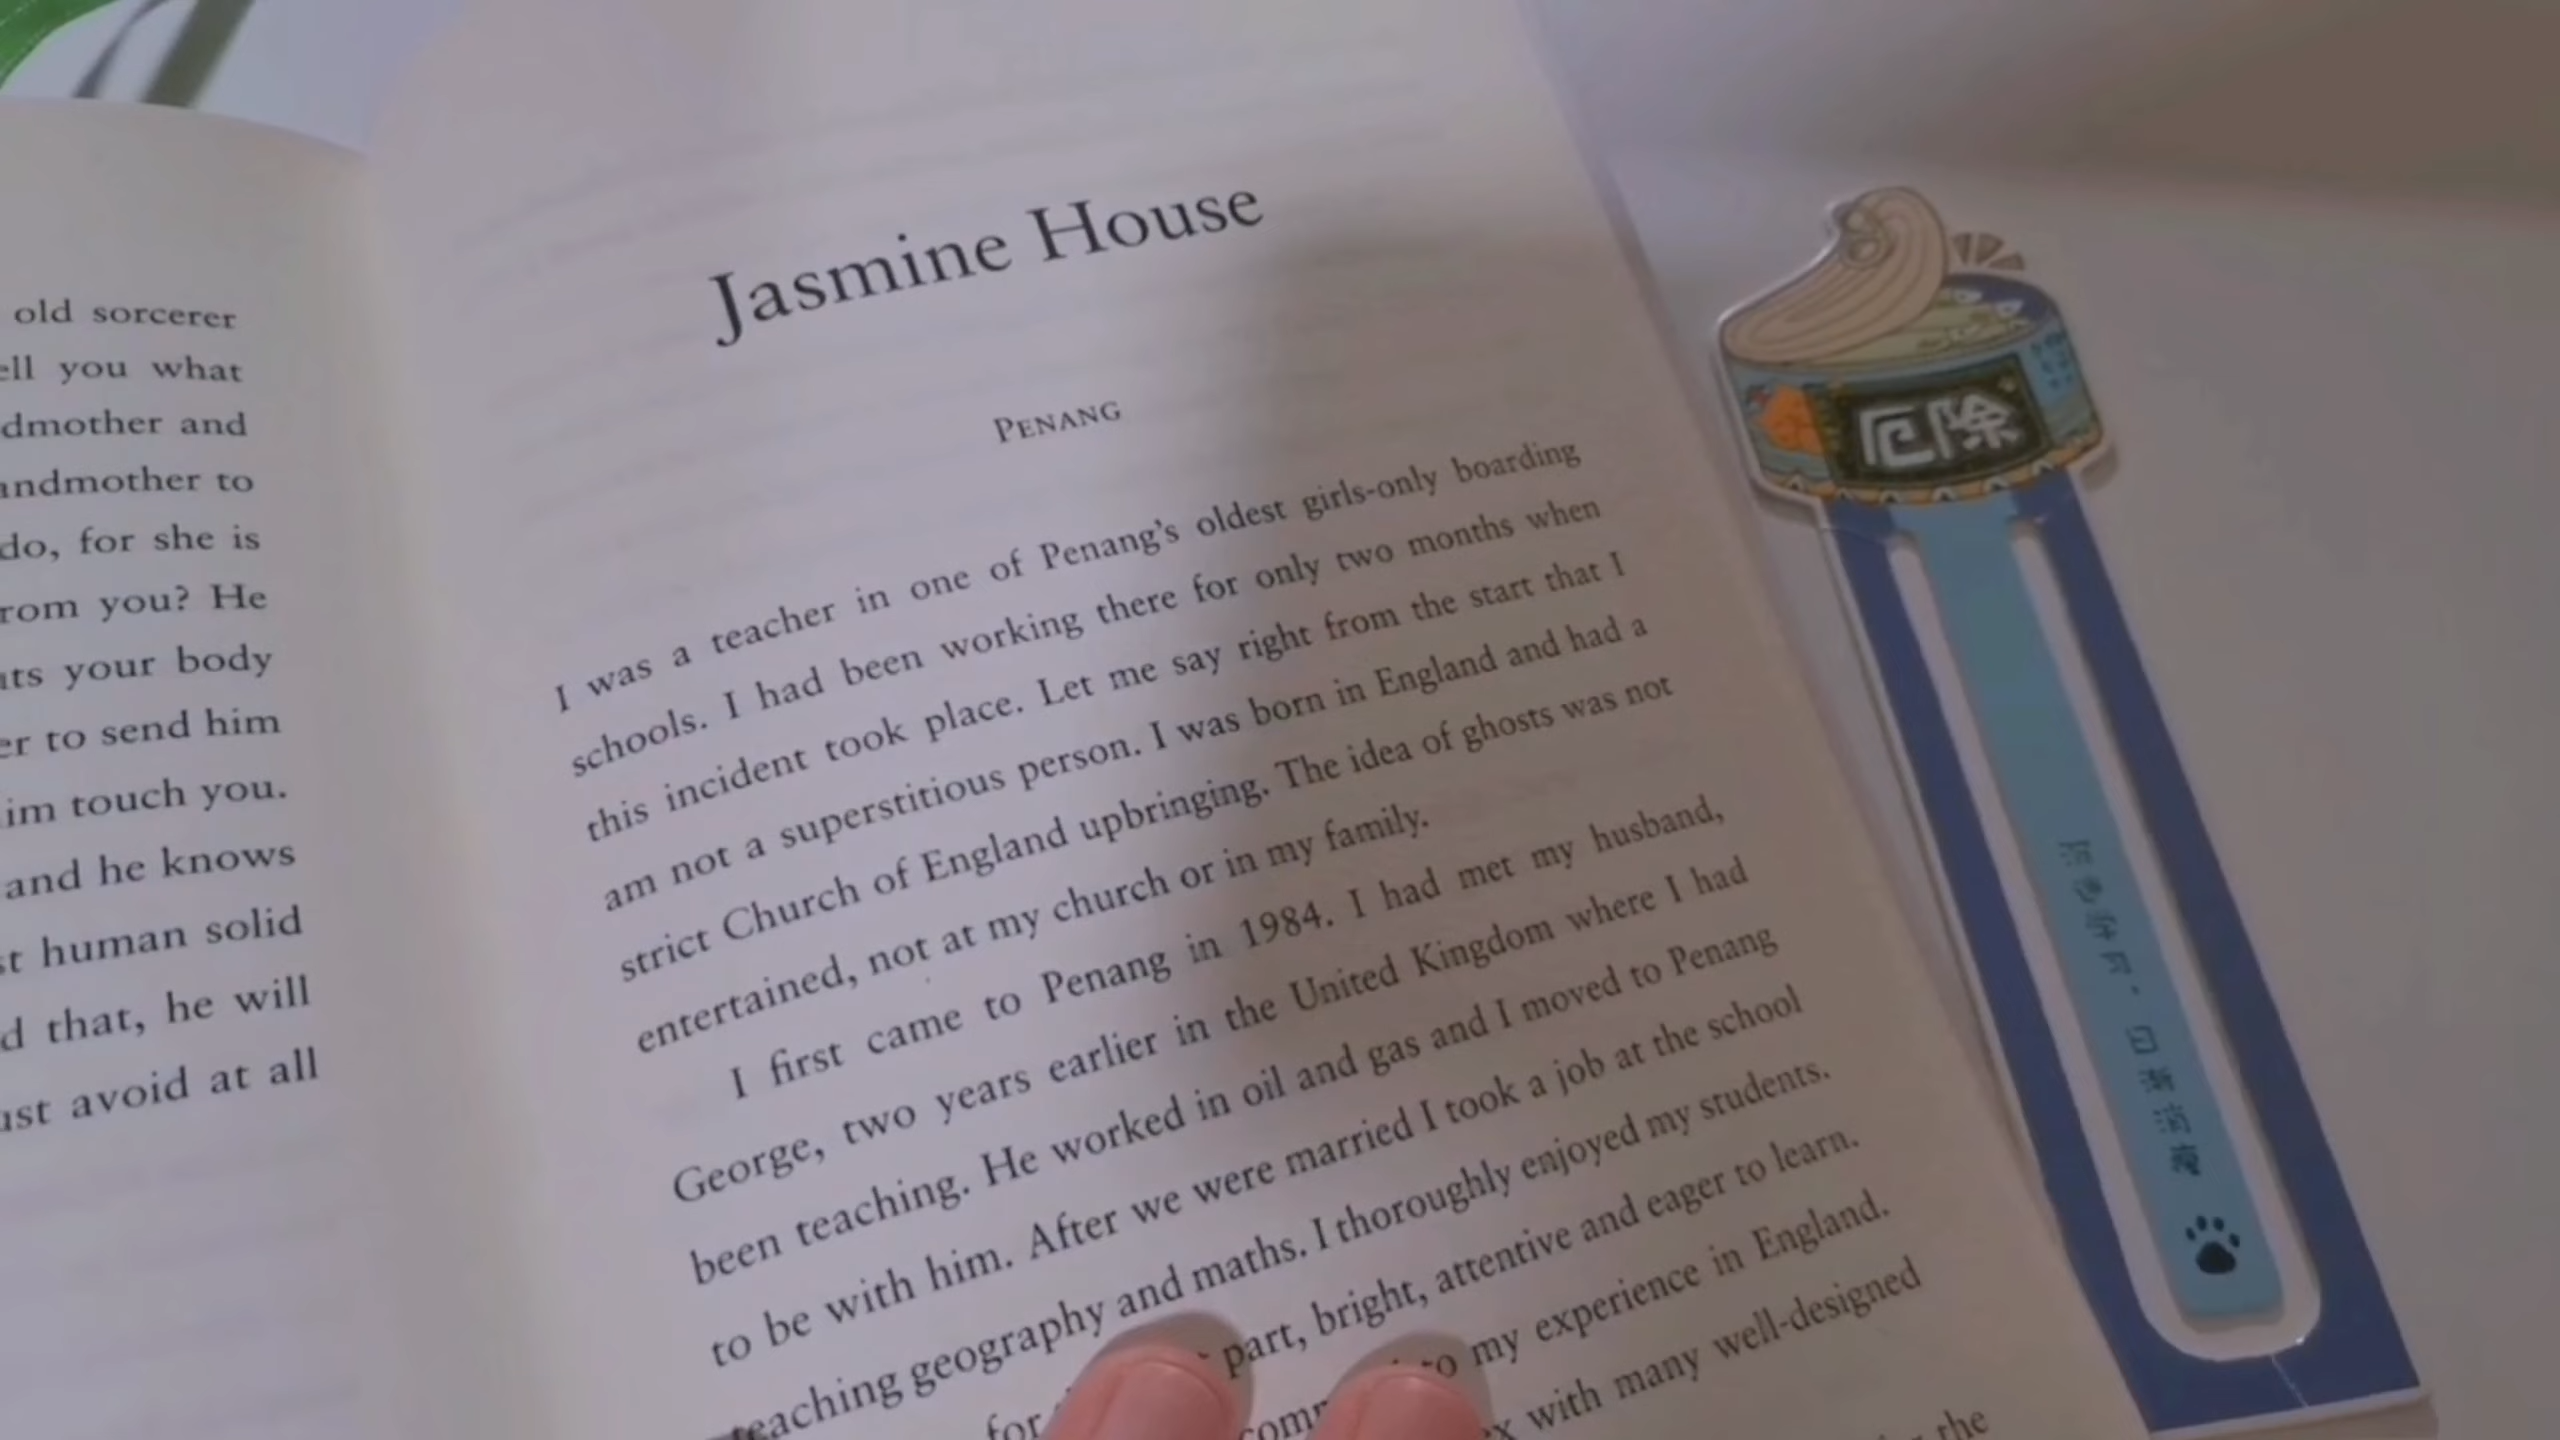 old sorcerer
you what
and
to
do, for she is
you? He
your body
to send him
touch you.
and he knows
human solid
that, he will
avoid at all
Jasmine House
PENANG
I was a teacher in one of Penang's oldest girls-only boarding
schools. I had been working there for only two months when
this incident took place. Let me say right from the start that I
am not a superstitious person. I was born in England and had a
strict Church of England upbringing. The idea of ghosts was not
entertained, not at my church or in my family.
I first came to Penang in 1984. I had met my husband,
George, two years earlier in the United Kingdom where I had
been teaching. He worked in oil and gas and I moved to Penang
to be with him. After we were married I took a job at the school
teaching geography and maths. I thoroughly enjoyed my students.
for part, bright, attentive and eager to learn.
to my experience in England.
with many well-designed
the
厄除